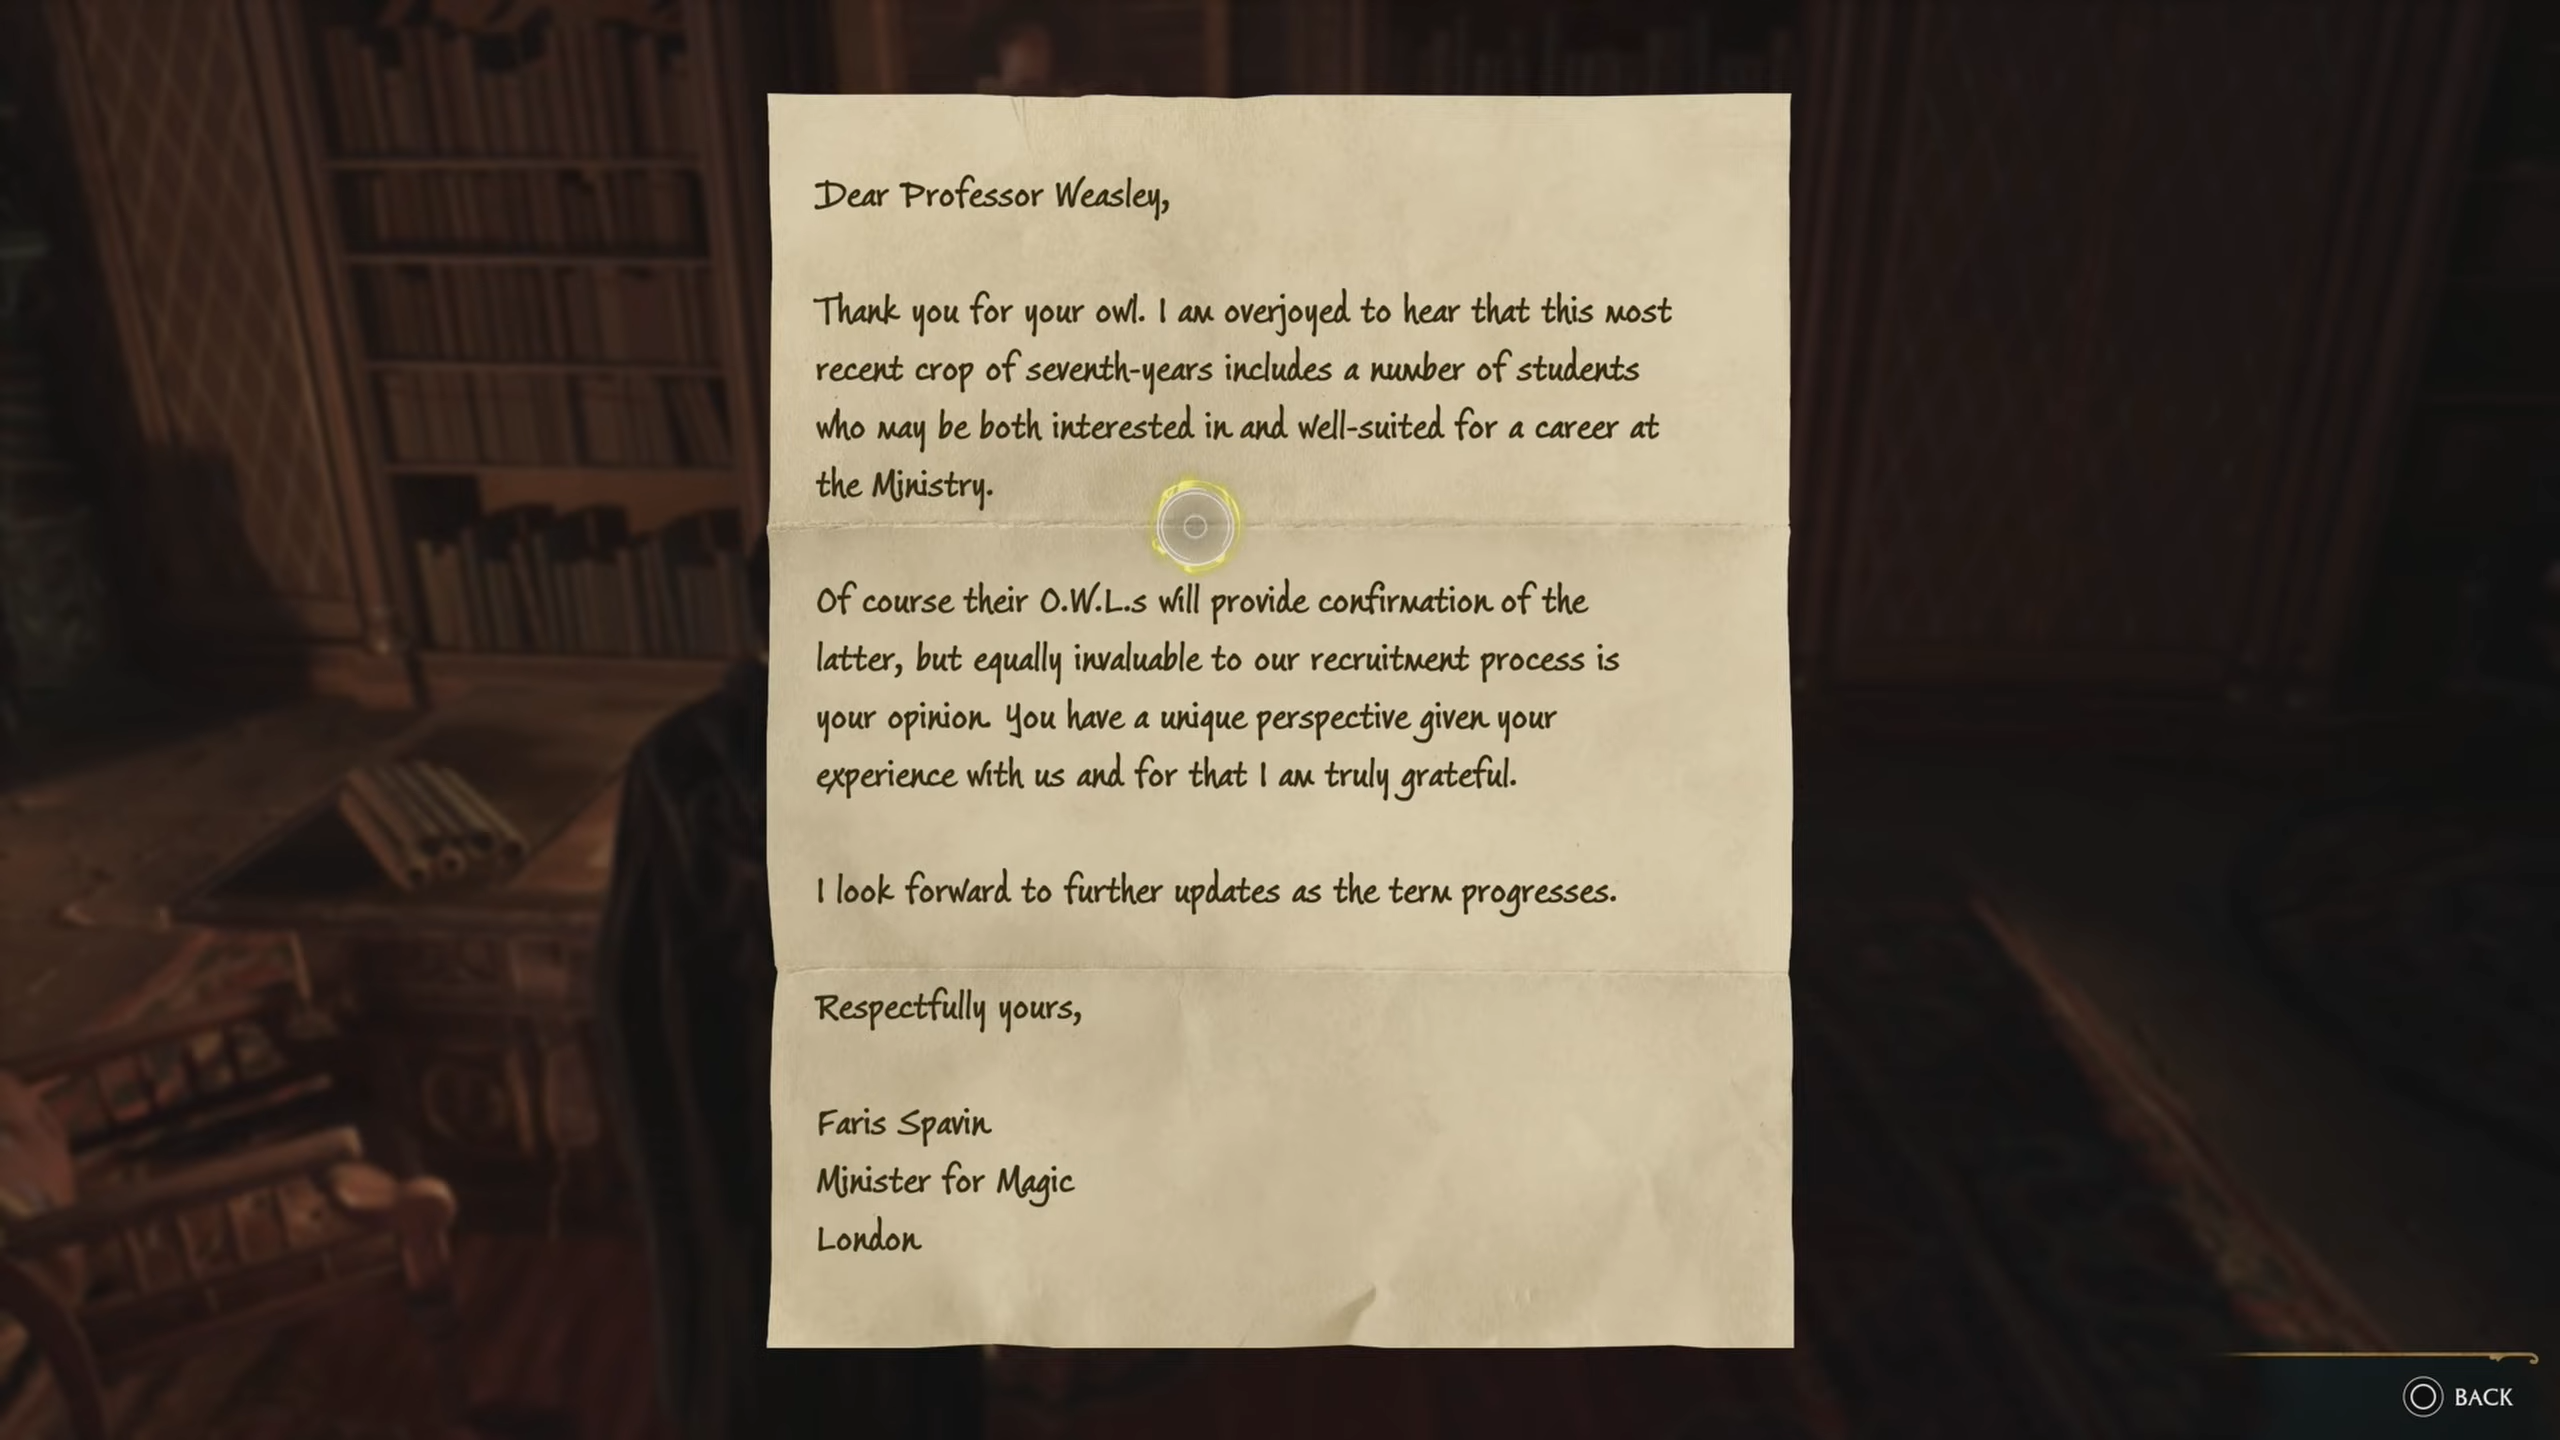 Dear Professor Weasley,
Thank you for your owl. I am overjoyed to hear that this most
recent crop of seventh-years includes a number of students
who may be both interested in and well-suited for a career at
the Ministry.
Of course their O.W.L.s will provide confirmation of the
latter, but equally invaluable to our recruitment process is
your opinion. You have a unique perspective given your
experience with us and for that I am truly grateful.
I look forward to further updates as the term progresses.
Respectfully yours,
Faris Spavin
Minister for Magic
London
BACK